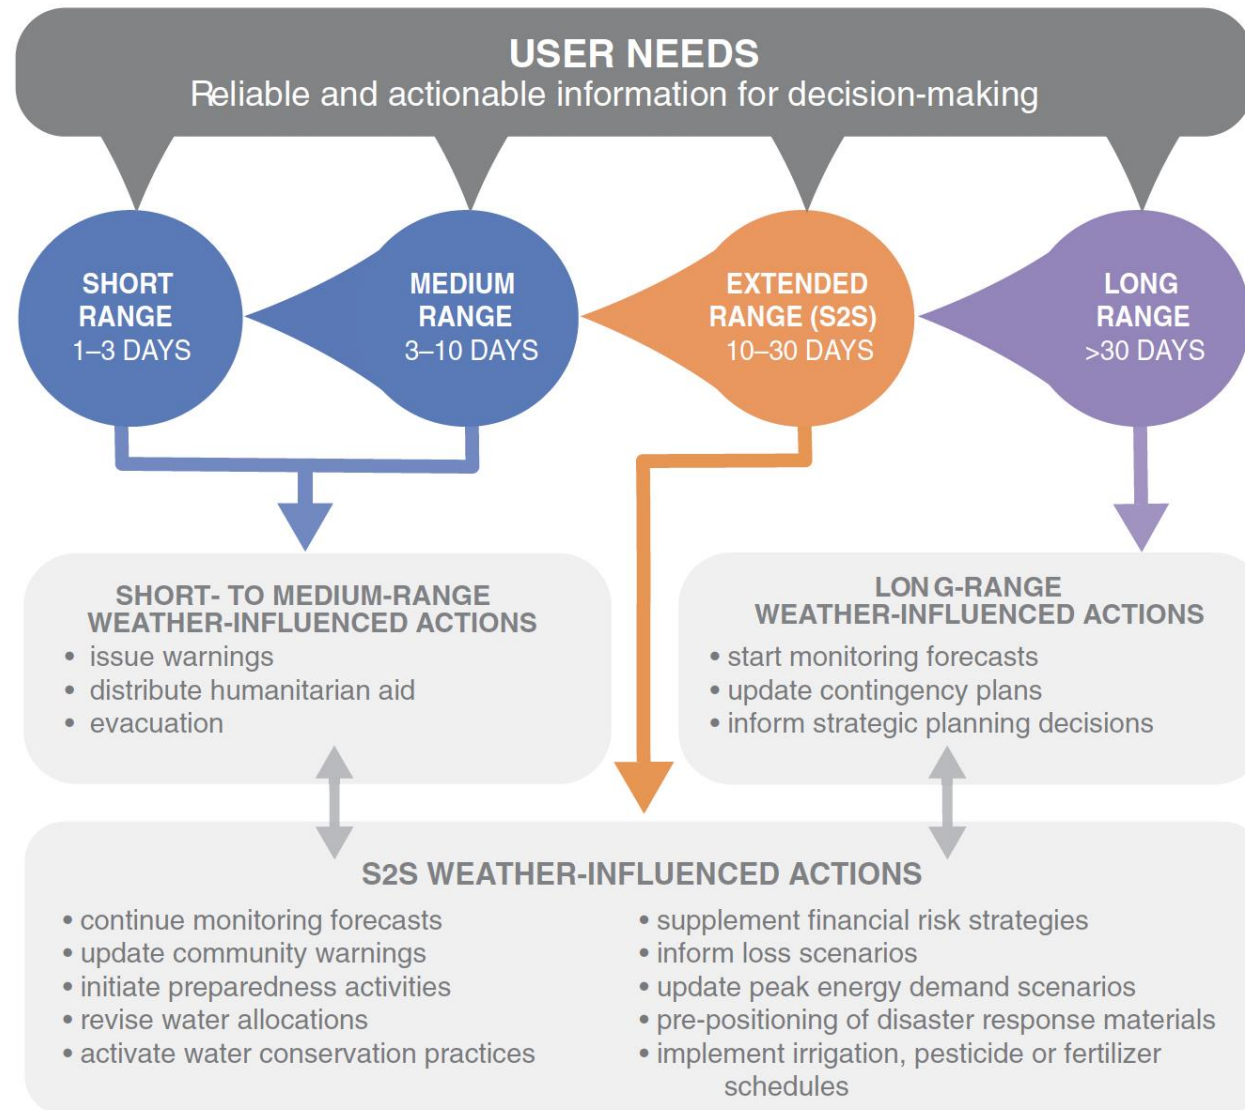 USER NEEDS
Reliable and actionable information for decision-making
SHORT
RANGE
1–3 DAYS
MEDIUM
RANGE
3–10 DAYS
EXTENDED
RANGE (S2S)
10–30 DAYS
LONG
RANGE
>30 DAYS
SHORT- TO MEDIUM-RANGE
WEATHER-INFLUENCED ACTIONS
• issue warnings
• distribute humanitarian aid
• evacuation
LONG-RANGE
WEATHER-INFLUENCED ACTIONS
• start monitoring forecasts
• update contingency plans
• inform strategic planning decisions
S2S WEATHER-INFLUENCED ACTIONS
• continue monitoring forecasts
• update community warnings
• initiate preparedness activities
• revise water allocations
• activate water conservation practices
• supplement financial risk strategies
• inform loss scenarios
• update peak energy demand scenarios
• pre-positioning of disaster response materials
• implement irrigation, pesticide or fertilizer
schedules